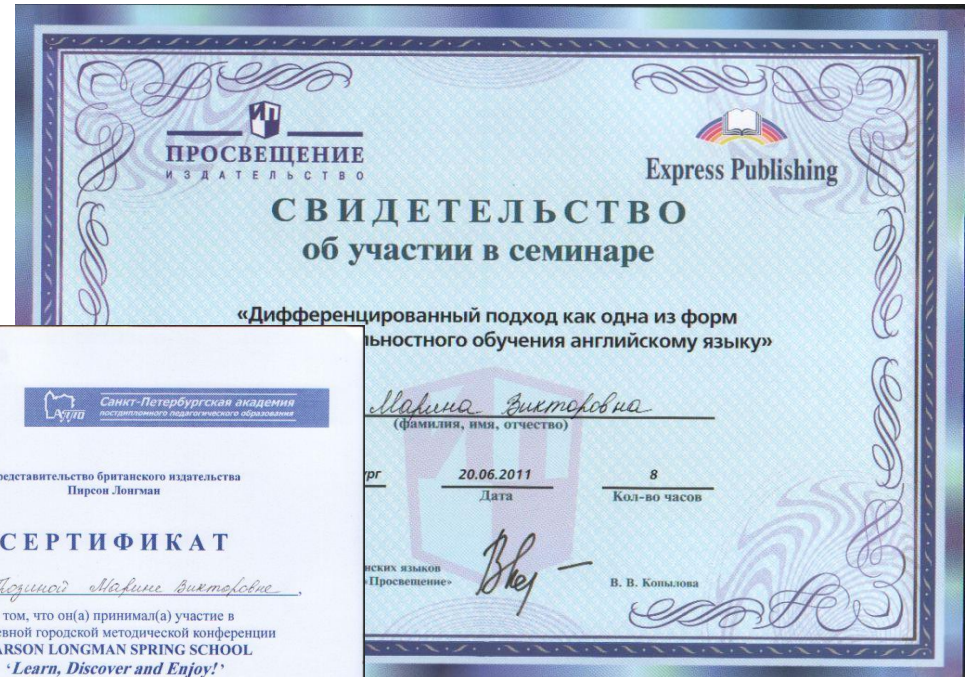 ПРОСВЕЩЕНИЕ
ИЗДАТЕЛЬСТВО
Express Publishing
СВИДЕТЕЛЬСТВО
об участии в семинаре
«Дифференцированный подход как одна из форм
льностного обучения английскому языку»
Марина Викторовна
(фамилия, имя, отчество)
рг 20.06.2011 8
Дата Кол-во часов
нских языков
«Просвещение»
В. В. Копылова
АППО
Санкт-Петербургская академия
постдипломного педагогического образования
редставительство британского издательства
Пирсон Лонгман
СЕРТИФИКАТ
Марине Викторовне,
том, что он(а) принимал(а) участие в
евной городской методической конференции
ARSON LONGMAN SPRING SCHOOL
‘Learn, Discover and Enjoy!’